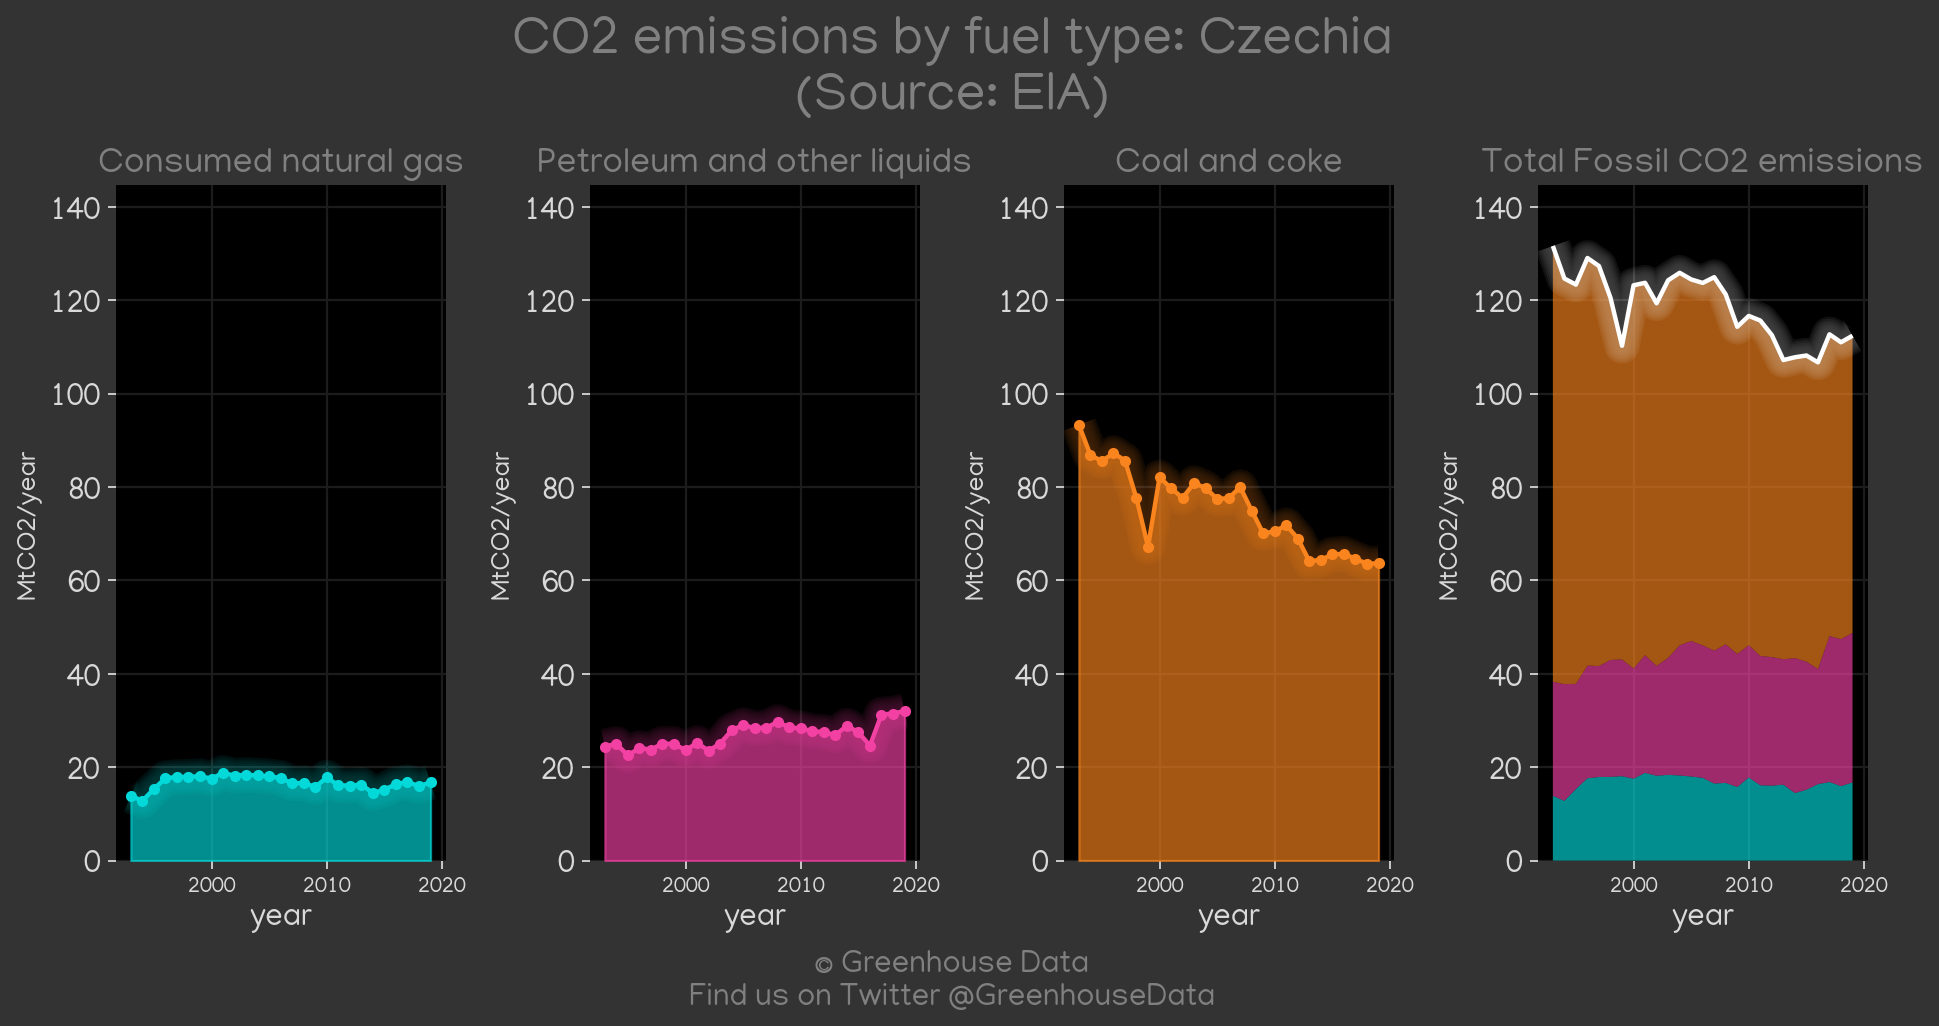 CO2 emissions by fuel type: Czechia
(Source: EIA)
Consumed natural gas
Petroleum and other liquids
Coal and coke
Total Fossil CO2 emissions
MtCO2/year
140
120
100
80
60
40
20
0
2000 2010 2020
year
MtCO2/year
140
120
100
80
60
40
20
0
2000 2010 2020
year
MtCO2/year
140
120
100
80
60
40
20
0
2000 2010 2020
year
MtCO2/year
140
120
100
80
60
40
20
0
2000 2010 2020
year
© Greenhouse Data
Find us on Twitter @GreenhouseData